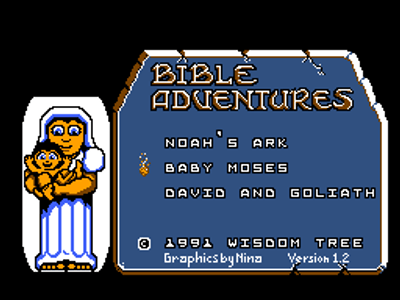 BIBLE
ADVENTURES
NOAH'S ARK
BABY MOSES
DAVID AND GOLIATH
© 1991 WISDOM TREE
Graphics by Nina Version 1.2